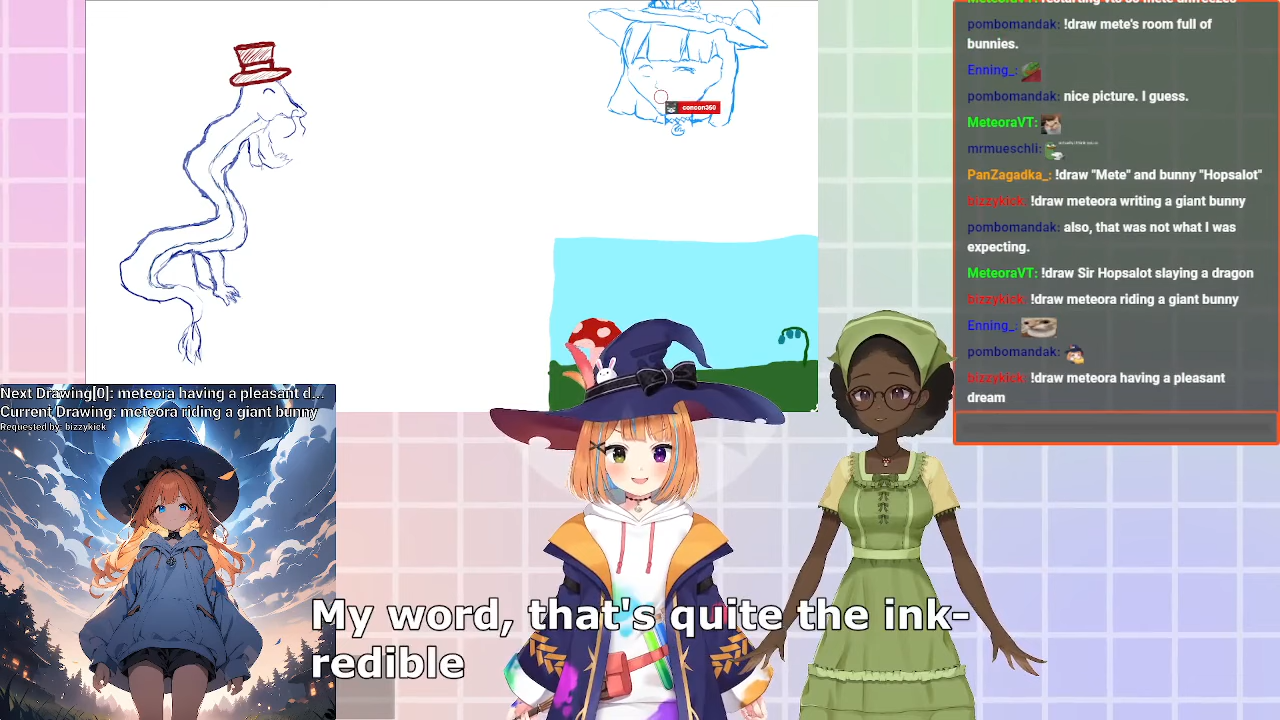 concon360
MeteoraVT:
pombomandak: !draw mete's room full of
bunnies.
Enning_:
pombomandak: nice picture. I guess.
MeteoraVT:
mrmueschli:
PanZagadka_: !draw "Mete" and bunny "Hopsalot"
bizzykick: !draw meteora writing a giant bunny
pombomandak: also, that was not what I was
expecting.
MeteoraVT: !draw Sir Hopsalot slaying a dragon
bizzykick: !draw meteora riding a giant bunny
Enning_:
pombomandak:
bizzykick: !draw meteora having a pleasant
dream
Next Drawing[0]: meteora having a pleasant d...
Current Drawing: meteora riding a giant bunny
Requested by: bizzykick
My word, that's quite the ink-
redible